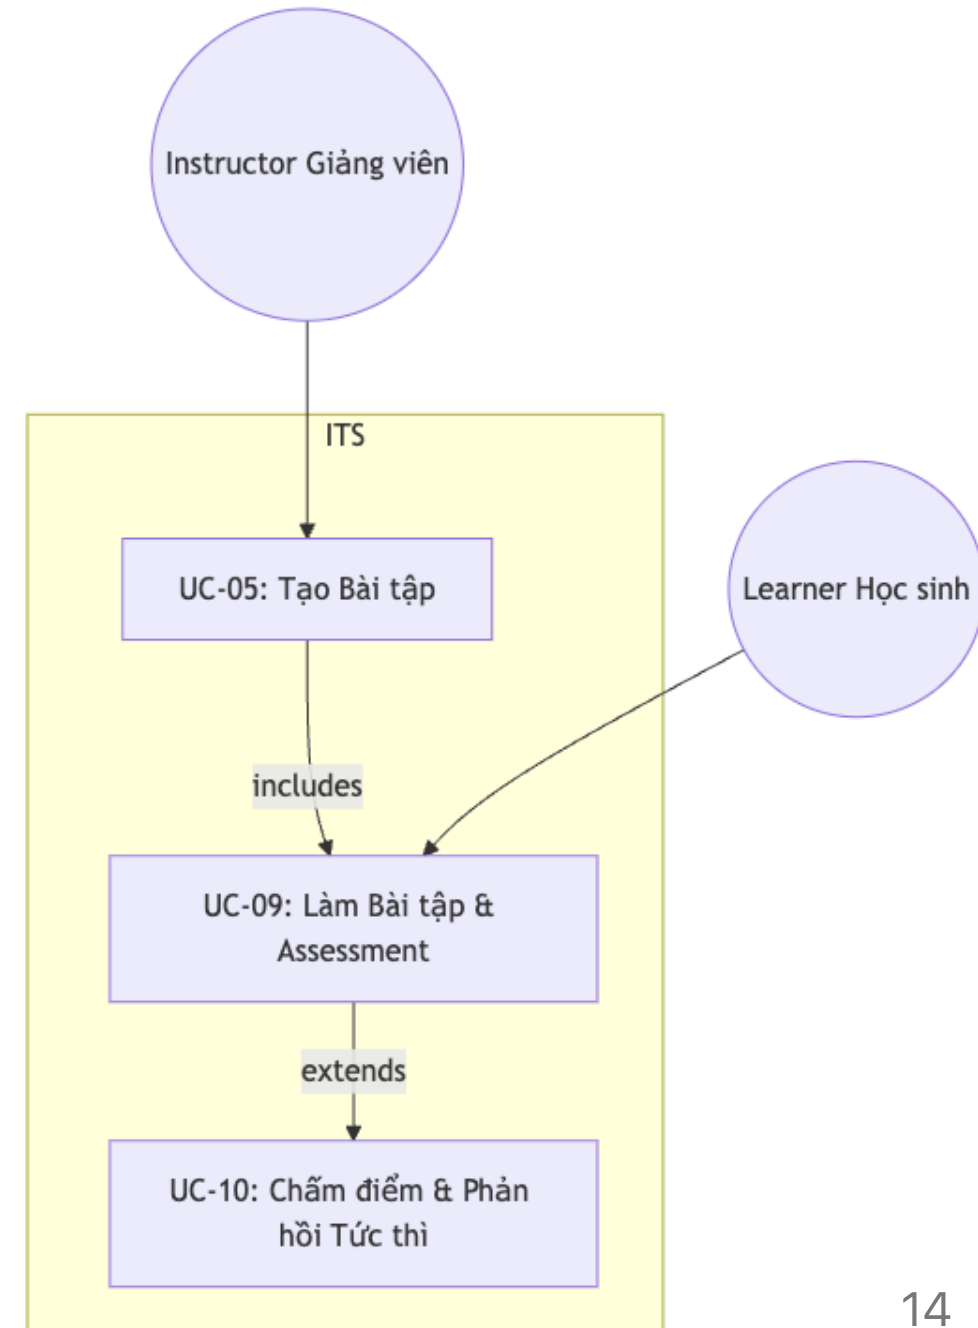 Instructor Giảng viên
ITS
UC-05: Tạo Bài tập
Learner Học sinh
includes
UC-09: Làm Bài tập &
Assessment
extends
UC-10: Chấm điểm & Phản
hồi Tức thì
14